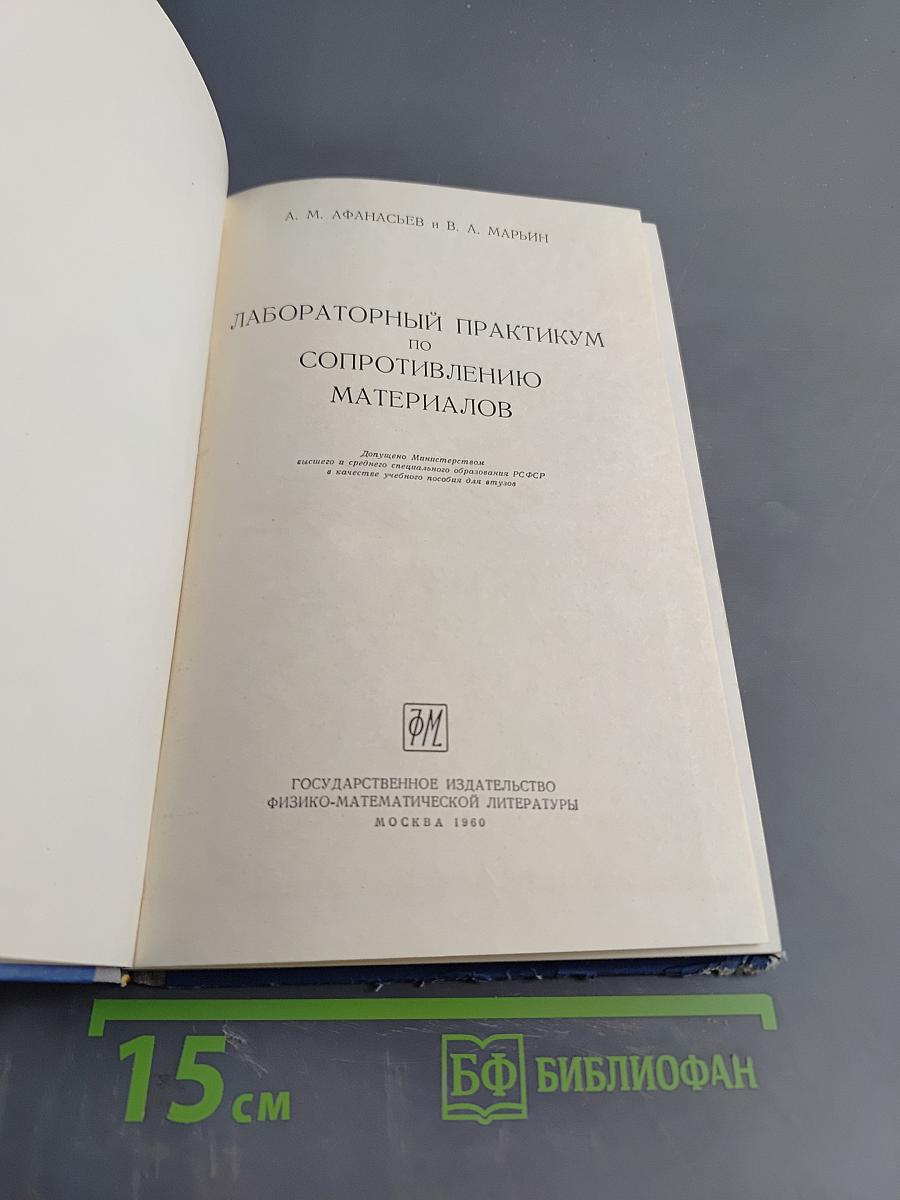 А. М. АФАНАСЬЕВ и В. А. МАРЬИН
ЛАБОРАТОРНЫЙ ПРАКТИКУМ
ПО
СОПРОТИВЛЕНИЮ
МАТЕРИАЛОВ
Допущено Министерством
высшего и среднего специального образования РСФСР
в качестве учебного пособия для втузов
ФМ
ГОСУДАРСТВЕННОЕ ИЗДАТЕЛЬСТВО
ФИЗИКО-МАТЕМАТИЧЕСКОЙ ЛИТЕРАТУРЫ
МОСКВА 1960
15 см
БФ БИБЛИОФАН